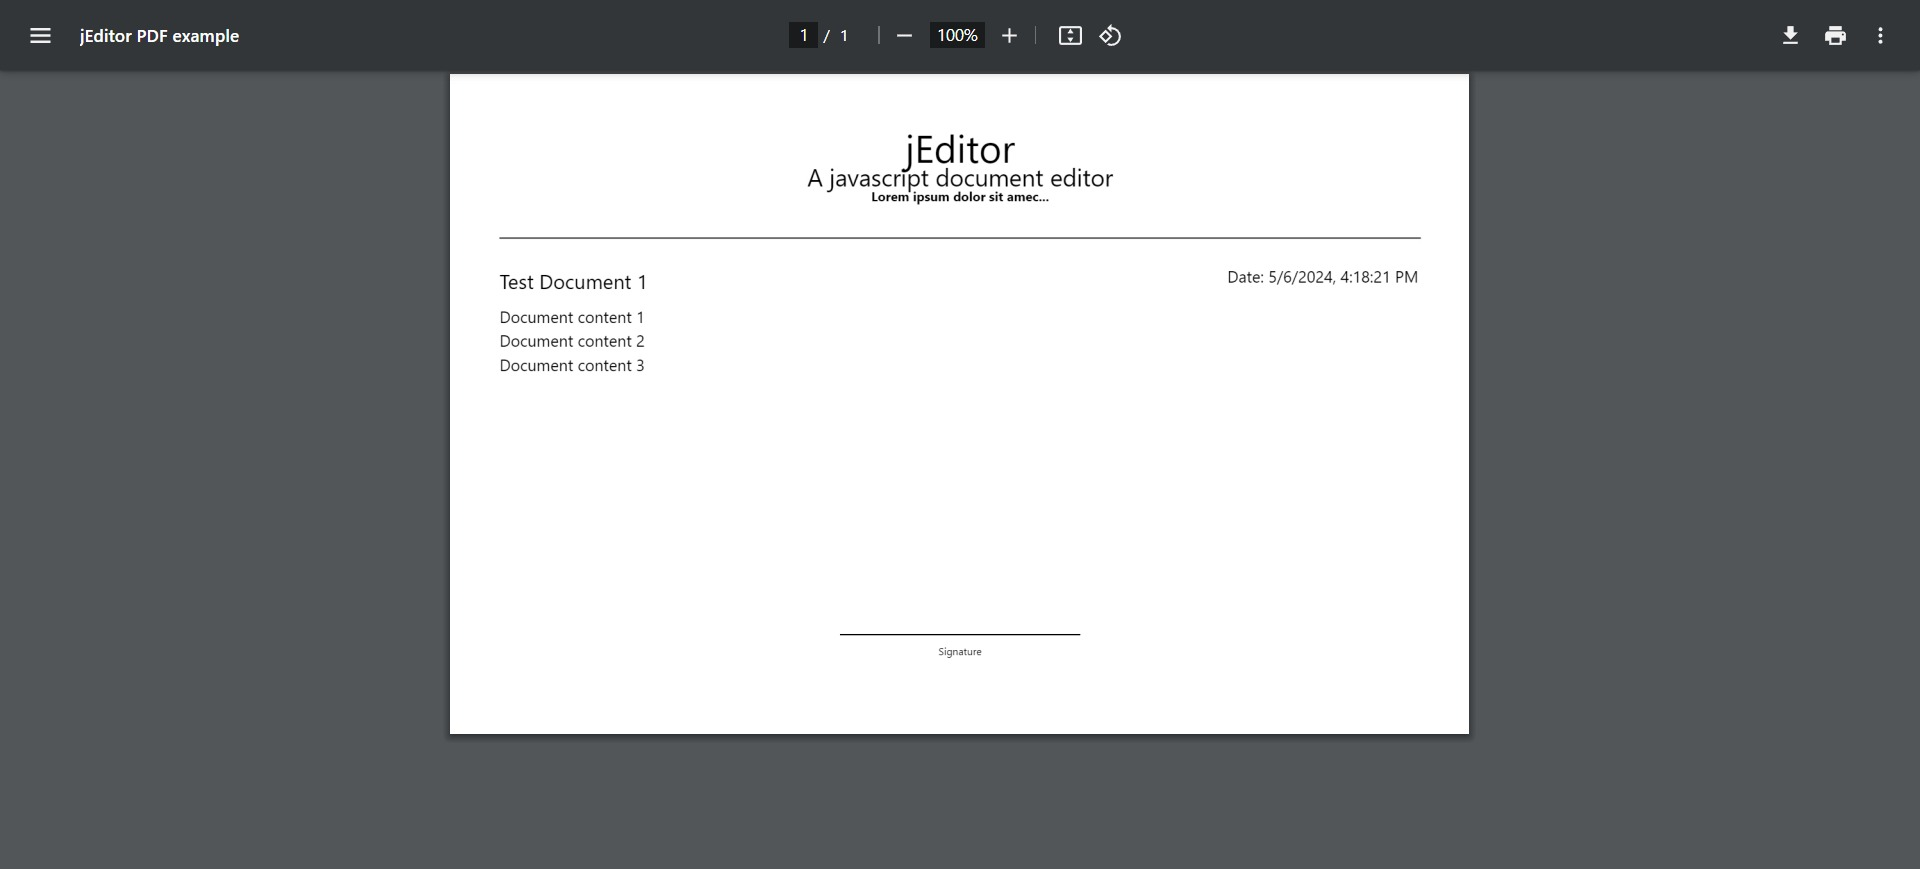 jEditor PDF example
1 / 1
100%
jEditor
A javascript document editor
Lorem ipsum dolor sit amec...
Test Document 1
Date: 5/6/2024, 4:18:21 PM
Document content 1
Document content 2
Document content 3
Signature